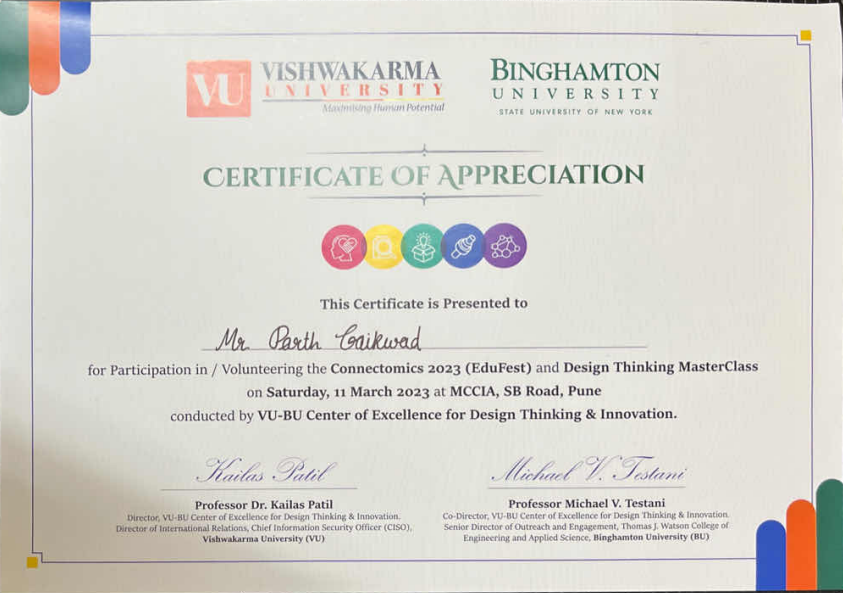 VU VISHWAKARMA
UNIVERSITY
Maximising Human Potential
BINGHAMTON
UNIVERSITY
STATE UNIVERSITY OF NEW YORK
CERTIFICATE OF APPRECIATION
This Certificate is Presented to
Mr Parth Gaikwad
for Participation in / Volunteering the Connectomics 2023 (EduFest) and Design Thinking MasterClass
on Saturday, 11 March 2023 at MCCIA, SB Road, Pune
conducted by VU-BU Center of Excellence for Design Thinking & Innovation.
Kailas Patil
Professor Dr. Kailas Patil
Director, VU-BU Center of Excellence for Design Thinking & Innovation.
Director of International Relations, Chief Information Security Officer (CISO),
Vishwakarma University (VU)
Michael V. Testani
Professor Michael V. Testani
Co-Director, VU-BU Center of Excellence for Design Thinking & Innovation.
Senior Director of Outreach and Engagement, Thomas J. Watson College of
Engineering and Applied Science, Binghamton University (BU)